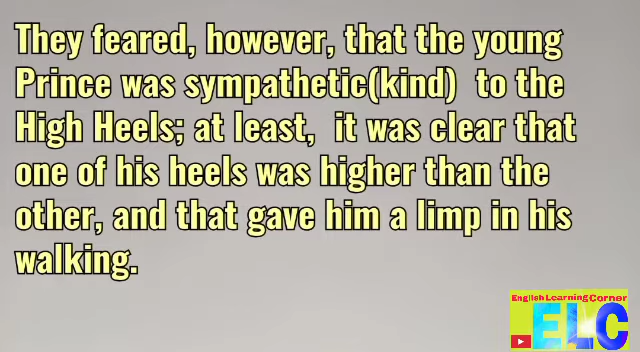 They feared, however, that the young
Prince was sympathetic(kind) to the
High Heels; at least, it was clear that
one of his heels was higher than the
other, and that gave him a limp in his
walking.
English Learning Corner
ELC